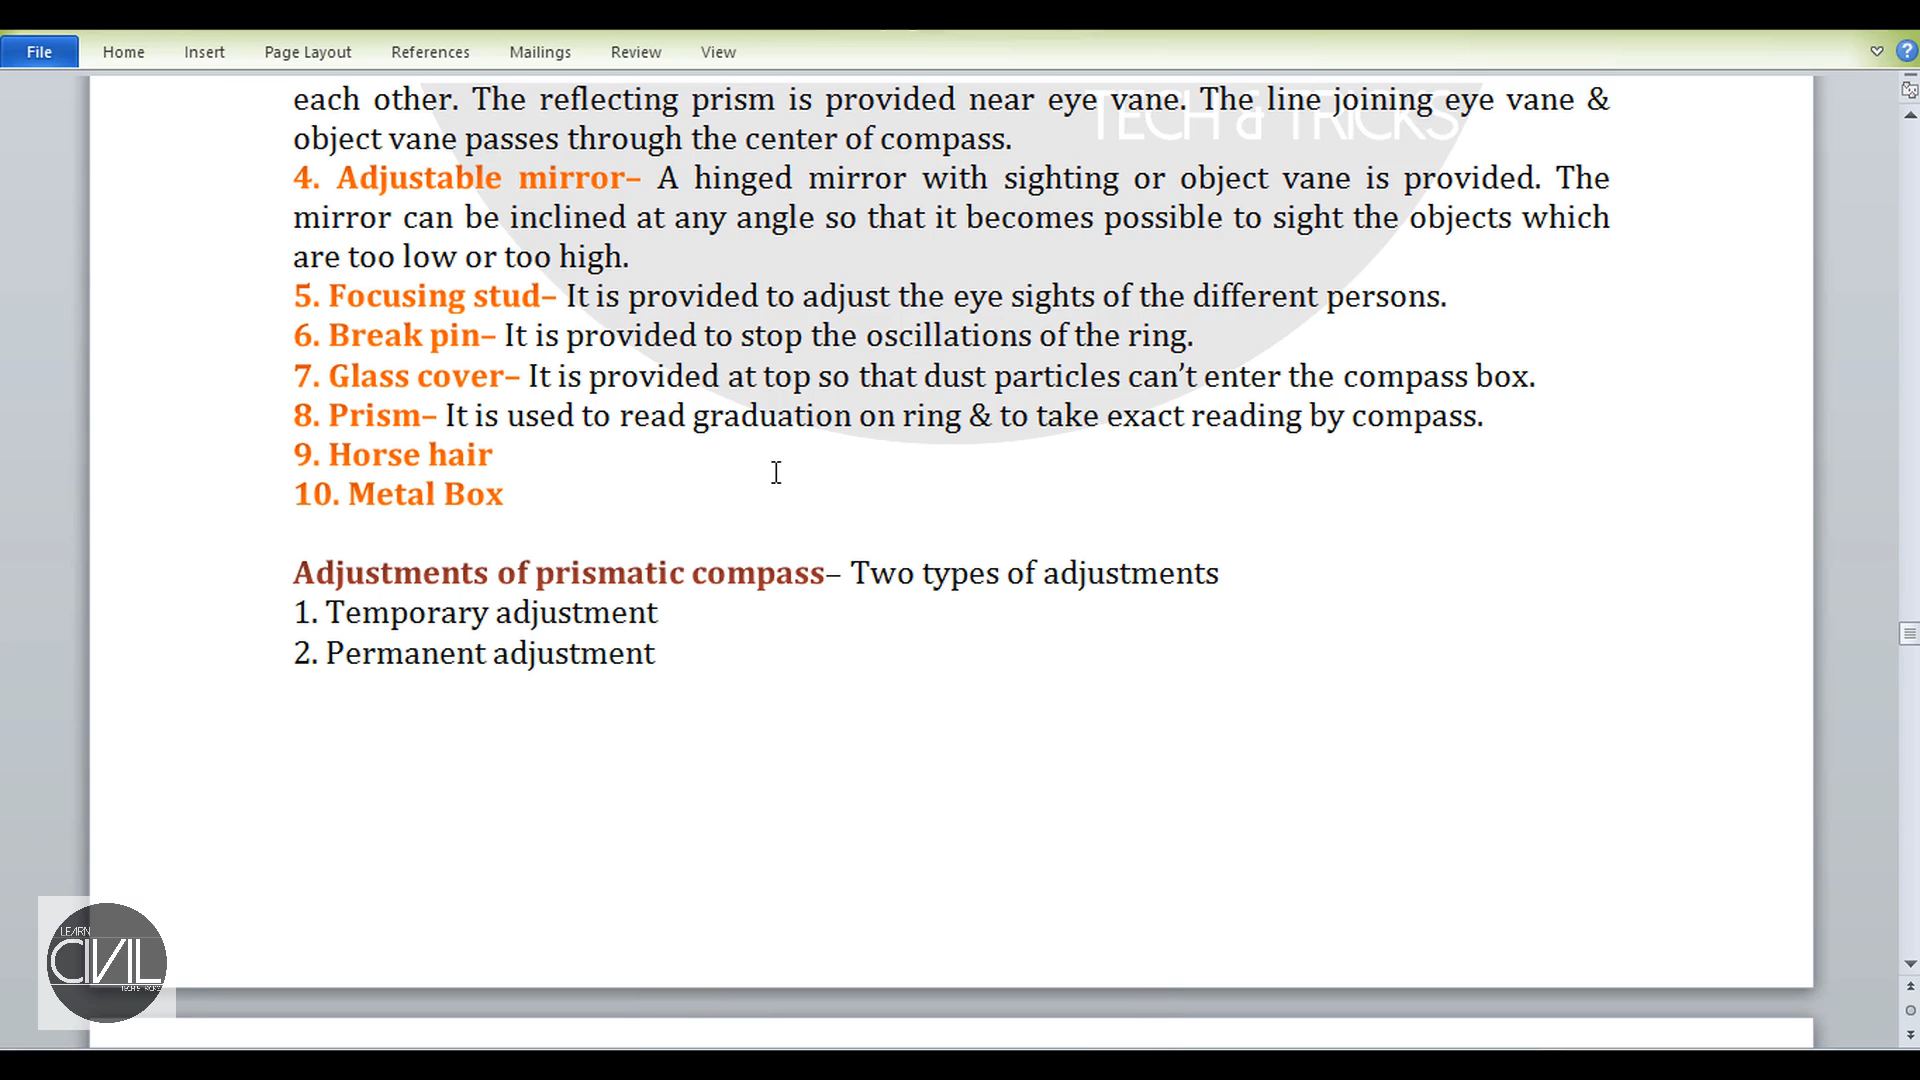 File Home Insert Page Layout References Mailings Review View
TECH & TRICKS
each other. The reflecting prism is provided near eye vane. The line joining eye vane &
object vane passes through the center of compass.
4. Adjustable mirror– A hinged mirror with sighting or object vane is provided. The
mirror can be inclined at any angle so that it becomes possible to sight the objects which
are too low or too high.
5. Focusing stud– It is provided to adjust the eye sights of the different persons.
6. Break pin– It is provided to stop the oscillations of the ring.
7. Glass cover– It is provided at top so that dust particles can’t enter the compass box.
8. Prism– It is used to read graduation on ring & to take exact reading by compass.
9. Horse hair
10. Metal Box
Adjustments of prismatic compass– Two types of adjustments
1. Temporary adjustment
2. Permanent adjustment
LEARN
CIVIL
TECH & TRICKS